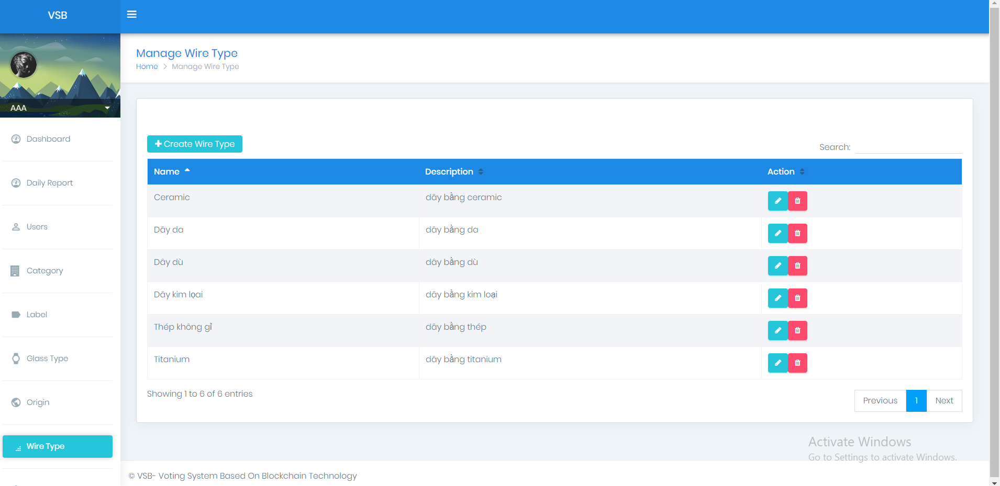 VSB
Manage Wire Type
Home > Manage Wire Type
AAA
Dashboard
Daily Report
Users
Category
Label
Glass Type
Origin
Wire Type
Create Wire Type
Search:
Name Description Action
Ceramic dây bằng ceramic
Dây da dây bằng da
Dây dù dây bằng dù
Dây kim lọai dây bằng kim loại
Thép không gỉ dây bằng thép
Titanium dây bằng titanium
Showing 1 to 6 of 6 entries
Previous 1 Next
Activate Windows
Go to Settings to activate Windows.
© VSB- Voting System Based On Blockchain Technology